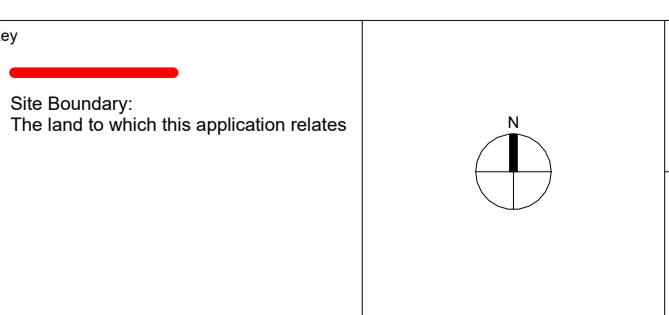 ey
Site Boundary:
The land to which this application relates
N